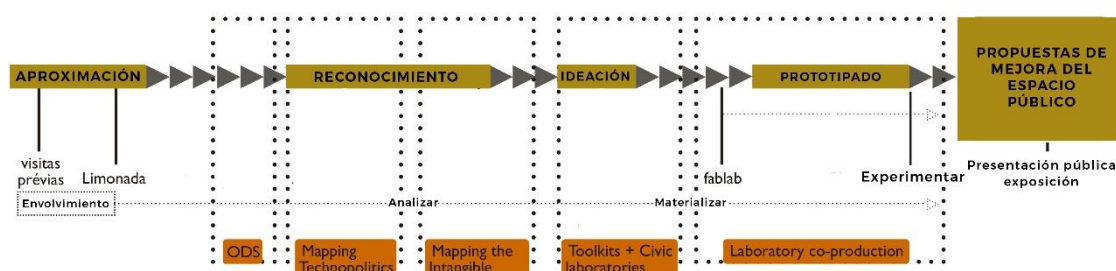 APROXIMACIÓN
RECONOCIMIENTO
IDEACIÓN
PROTOTIPADO
PROPUESTAS DE
MEJORA DEL
ESPACIO
PÚBLICO
visitas
prévias
Limonada
fablab
Experimentar
Presentación pública
exposición
Envolvimiento
Analizar
Materializar
ODS
Mapping
Technopolitics
Mapping the
Intangible
Toolkits + Civic
laboratories
Laboratory co-production